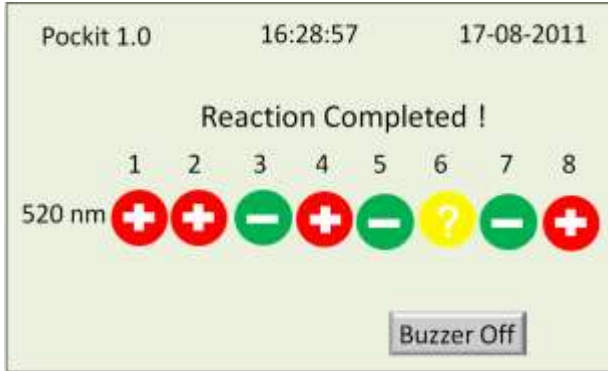 Pockit 1.0 16:28:57 17-08-2011
Reaction Completed !
1 2 3 4 5 6 7 8
520 nm + + − + − ? − +
Buzzer Off